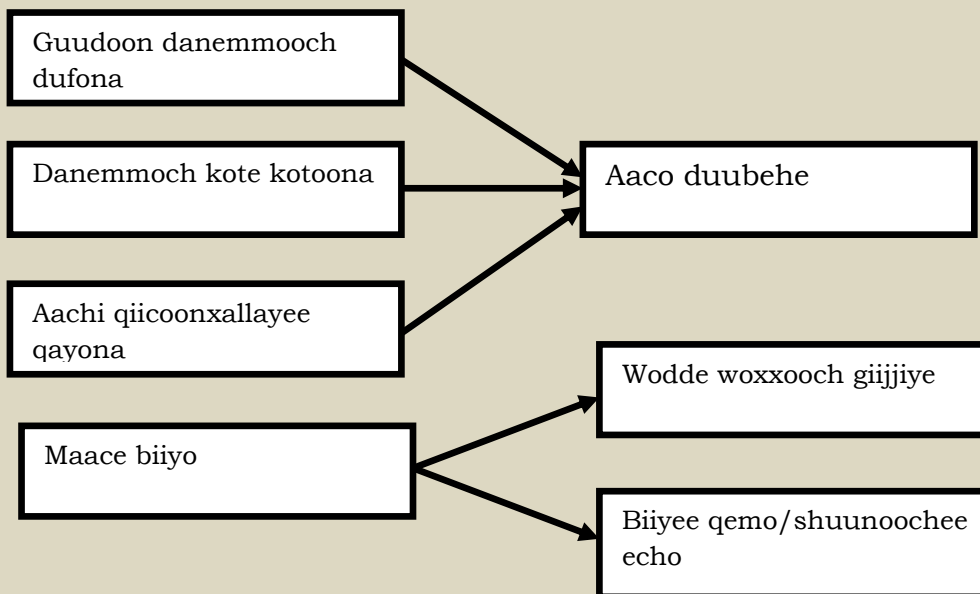 Guudoon danemmooch
dufona
Danemmoch kote kotoona
Aaco duubehe
Aachi qiicoonxallayee
qayona
Wodde woxxooch giijjiye
Maace biiyo
Biiyee qemo/shuunoochee
echo